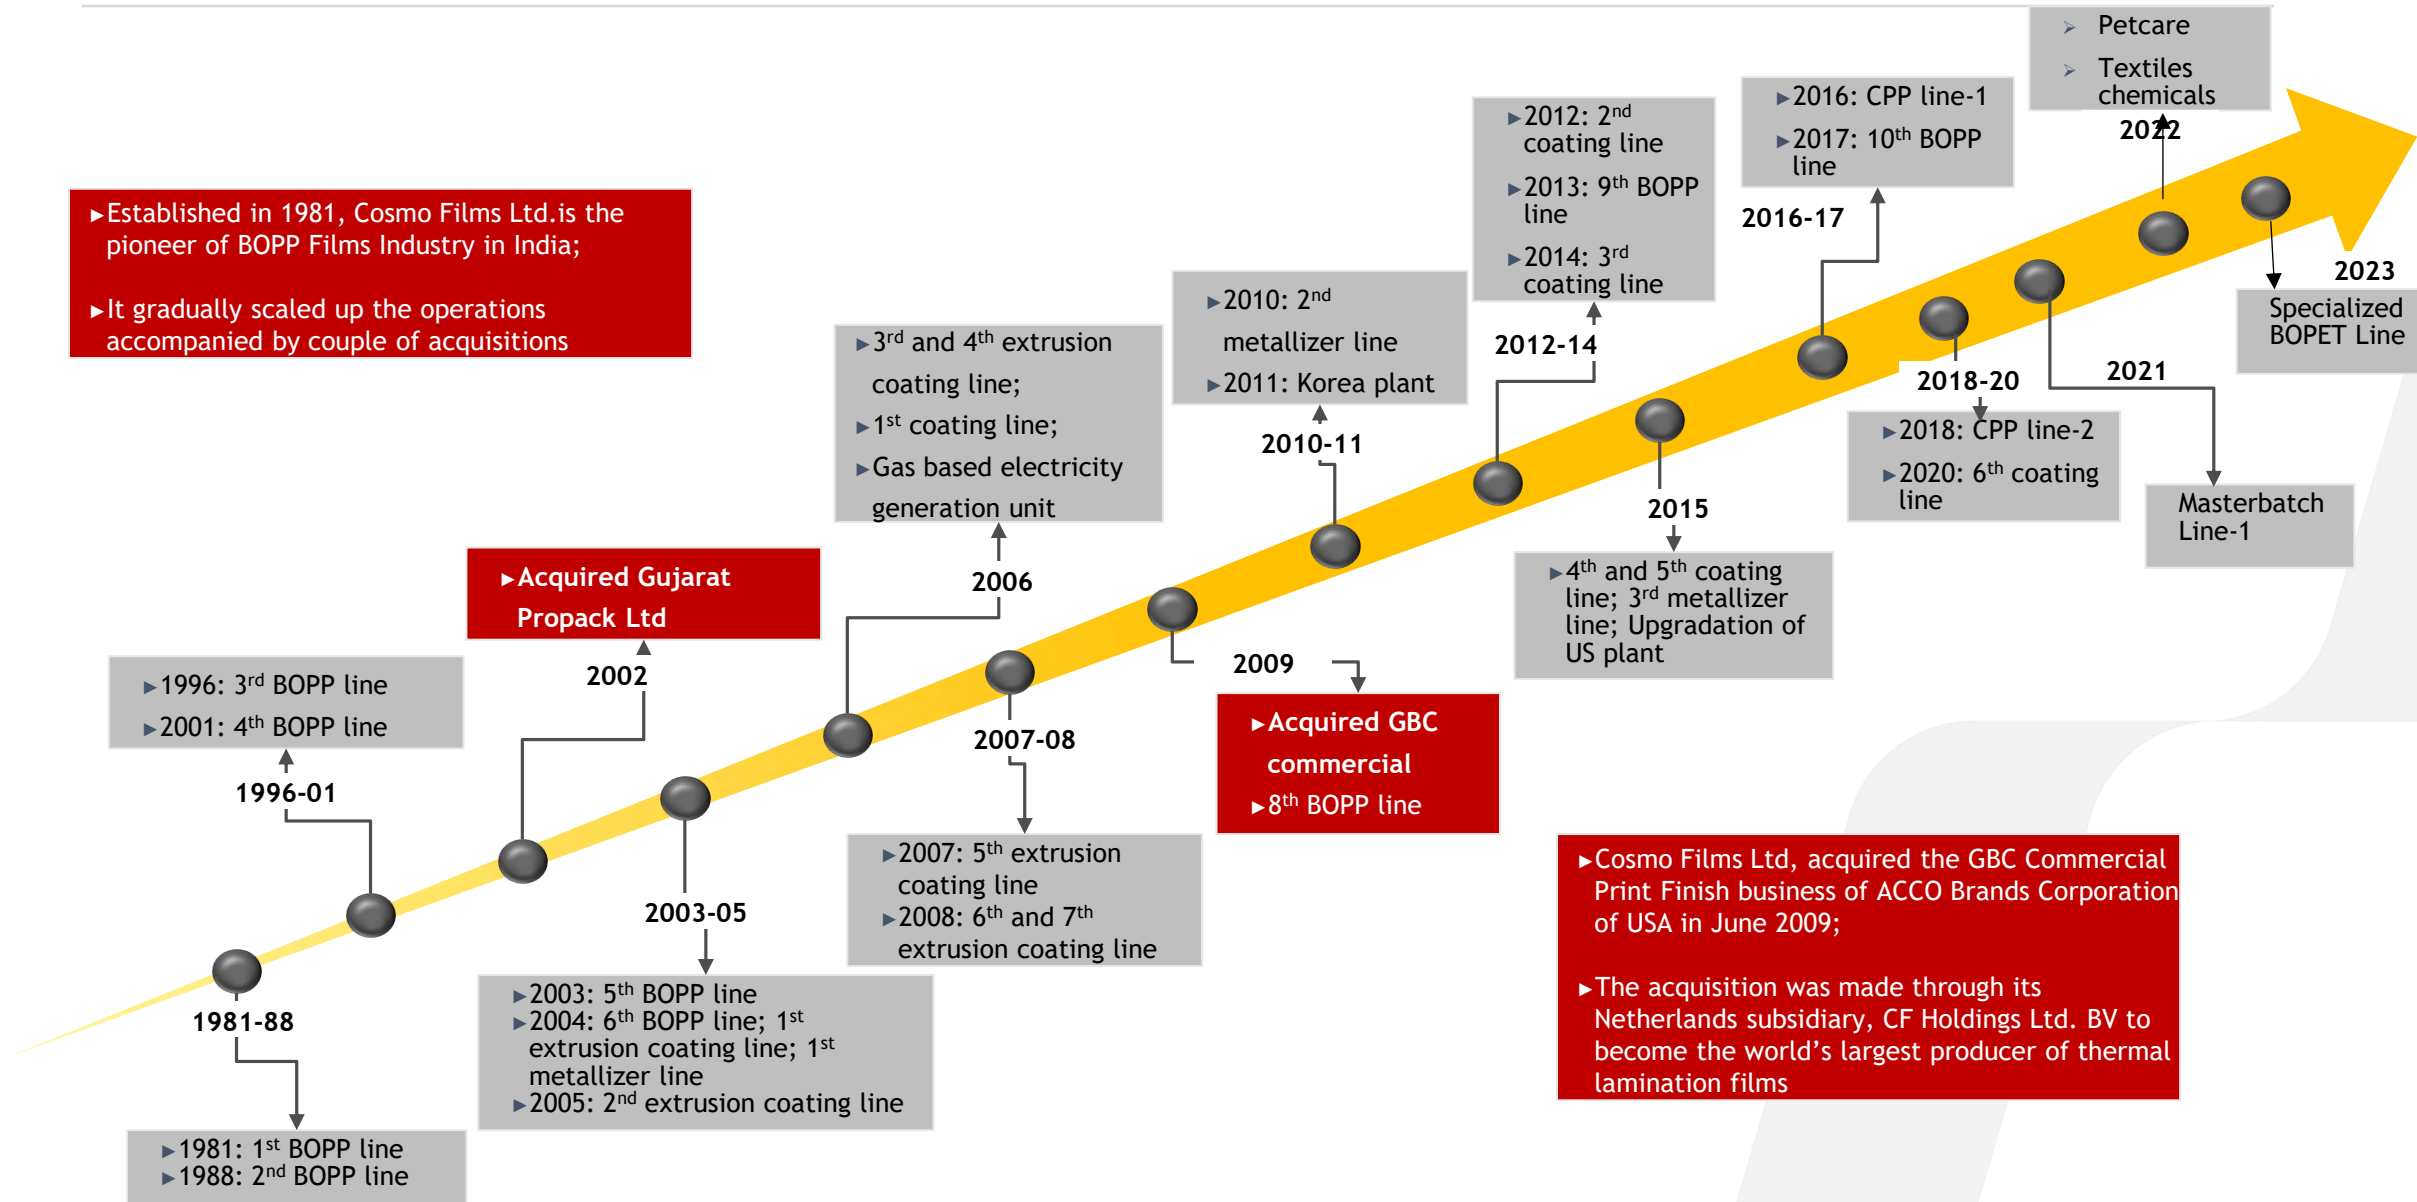 ►Established in 1981, Cosmo Films Ltd.is the
pioneer of BOPP Films Industry in India;
►It gradually scaled up the operations
accompanied by couple of acquisitions
1981-88
►1981: 1st BOPP line
►1988: 2nd BOPP line
►1996: 3rd BOPP line
►2001: 4th BOPP line
1996-01
►Acquired Gujarat
Propack Ltd
2002
2003-05
►2003: 5th BOPP line
►2004: 6th BOPP line; 1st
extrusion coating line; 1st
metallizer line
►2005: 2nd extrusion coating line
►3rd and 4th extrusion
coating line;
►1st coating line;
►Gas based electricity
generation unit
2006
2007-08
►2007: 5th extrusion
coating line
►2008: 6th and 7th
extrusion coating line
2009
►Acquired GBC
commercial
►8th BOPP line
►2010: 2nd
metallizer line
►2011: Korea plant
2010-11
►2012: 2nd
coating line
►2013: 9th BOPP
line
►2014: 3rd
coating line
2012-14
2015
►4th and 5th coating
line; 3rd metallizer
line; Upgradation of
US plant
►2016: CPP line-1
►2017: 10th BOPP
line
2016-17
2018-20
►2018: CPP line-2
►2020: 6th coating
line
2021
Masterbatch
Line-1
➢ Petcare
➢ Textiles
chemicals
2022
2023
Specialized
BOPET Line
►Cosmo Films Ltd, acquired the GBC Commercial
Print Finish business of ACCO Brands Corporation
of USA in June 2009;
►The acquisition was made through its
Netherlands subsidiary, CF Holdings Ltd. BV to
become the world’s largest producer of thermal
lamination films